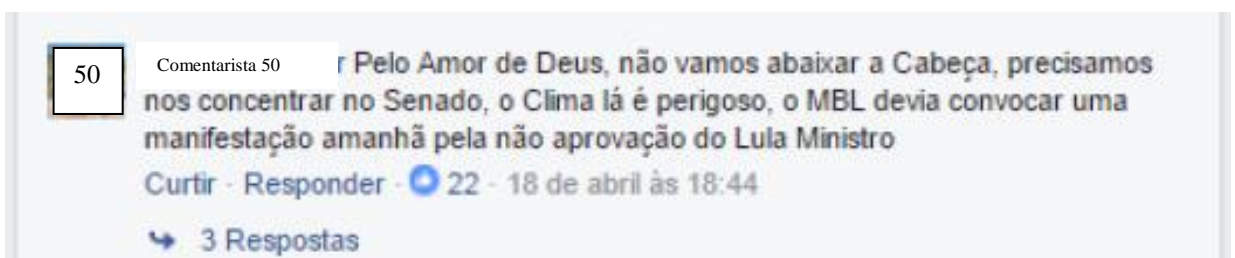 50
Comentarista 50 r Pelo Amor de Deus, não vamos abaixar a Cabeça, precisamos
nos concentrar no Senado, o Clima lá é perigoso, o MBL devia convocar uma
manifestação amanhã pela não aprovação do Lula Ministro
Curtir · Responder · 22 · 18 de abril às 18:44
3 Respostas